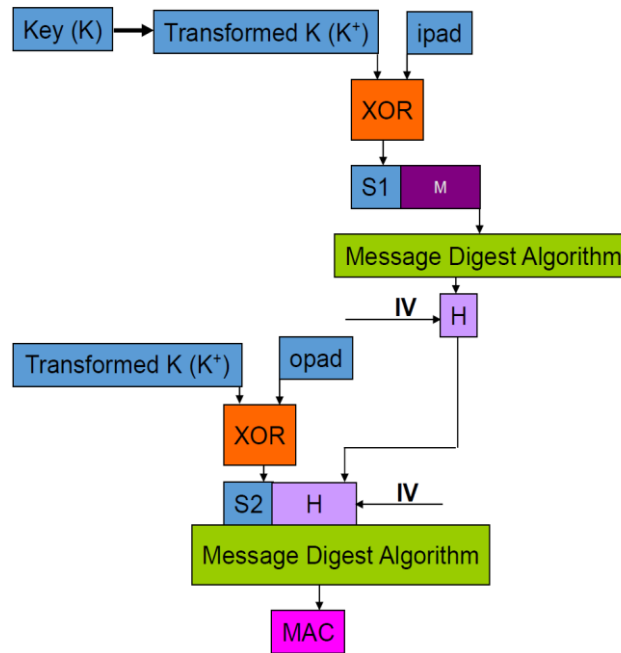 Key (K)
Transformed K (K⁺)
ipad
XOR
S1
M
Message Digest Algorithm
IV
H
Transformed K (K⁺)
opad
XOR
S2
H
IV
Message Digest Algorithm
MAC